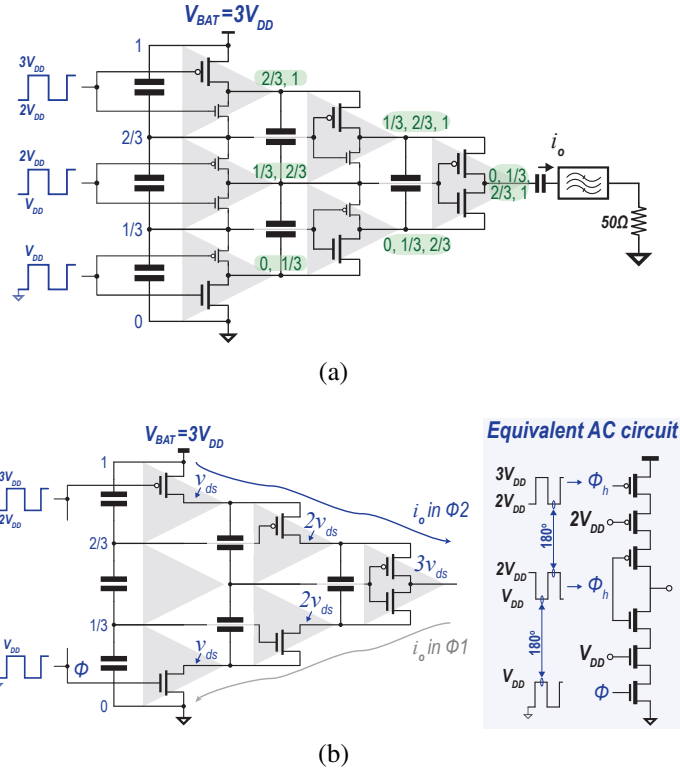 V_BAT=3V_DD
1
3V_DD
2V_DD
2/3, 1
1/3, 2/3, 1
2/3
2V_DD
V_DD
1/3, 2/3
i_o
0, 1/3,
2/3, 1
50Ω
1/3
V_DD
0, 1/3
0, 1/3, 2/3
0
(a)
V_BAT=3V_DD
1
3V_DD
2V_DD
v_ds
i_o in Φ2
2v_ds
2/3
3v_ds
1/3
2v_ds
V_DD
Φ
v_ds
i_o in Φ1
0
Equivalent AC circuit
3V_DD
2V_DD
Φ_h
2V_DD
180°
2V_DD
V_DD
Φ_h
180°
V_DD
V_DD
Φ
(b)